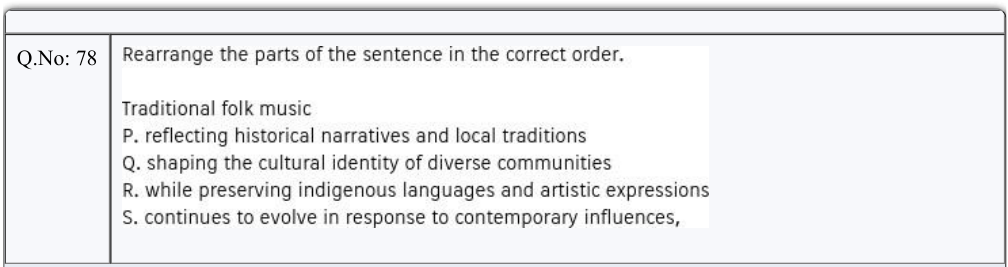 Q.No: 78
Rearrange the parts of the sentence in the correct order.
Traditional folk music
P. reflecting historical narratives and local traditions
Q. shaping the cultural identity of diverse communities
R. while preserving indigenous languages and artistic expressions
S. continues to evolve in response to contemporary influences,